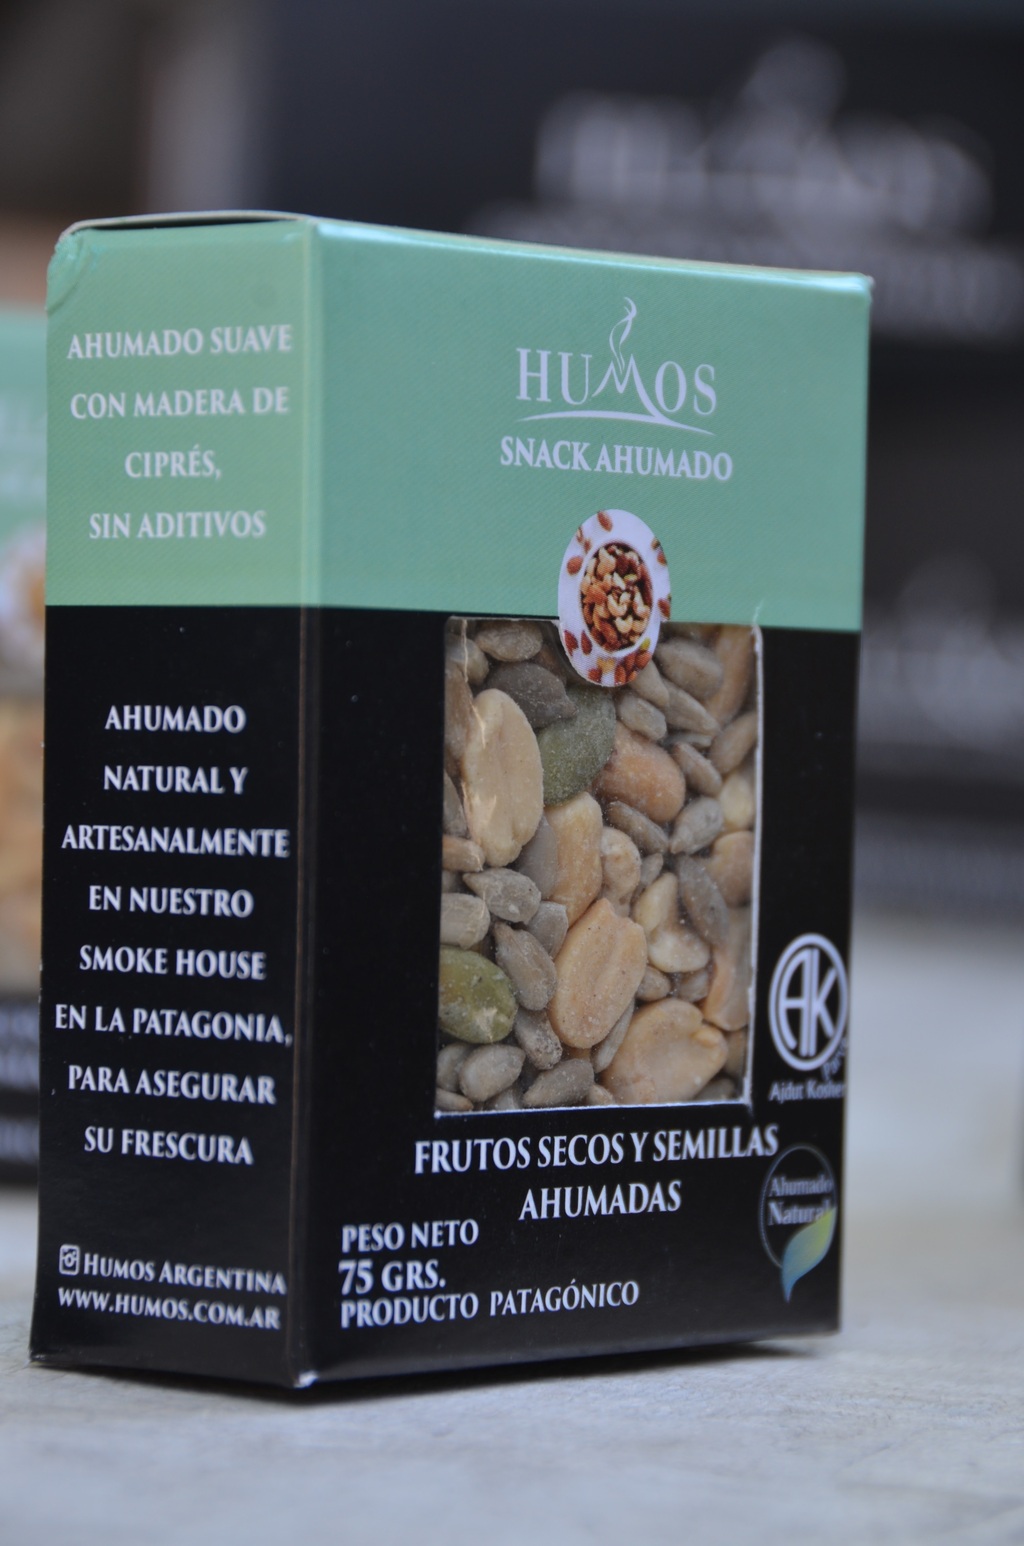 AHUMADO SUAVE
CON MADERA DE
CIPRÉS,
SIN ADITIVOS
AHUMADO
NATURAL Y
ARTESANALMENTE
EN NUESTRO
SMOKE HOUSE
EN LA PATAGONIA,
PARA ASEGURAR
SU FRESCURA
HUMOS ARGENTINA
WWW.HUMOS.COM.AR
HUMOS
SNACK AHUMADO
AK
Ajdut Kosher
FRUTOS SECOS Y SEMILLAS
AHUMADAS
Ahumado
Natural
PESO NETO
75 GRS.
PRODUCTO PATAGÓNICO